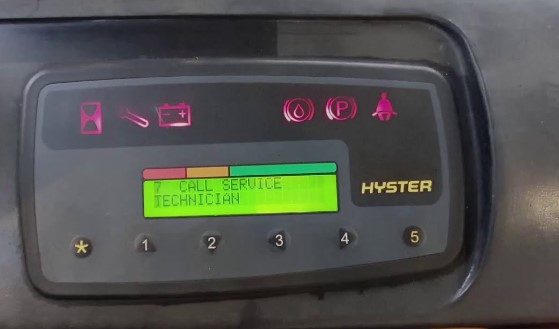 P
7 CALL SERVICE
TECHNICIAN
HYSTER
* 1 2 3 4 5